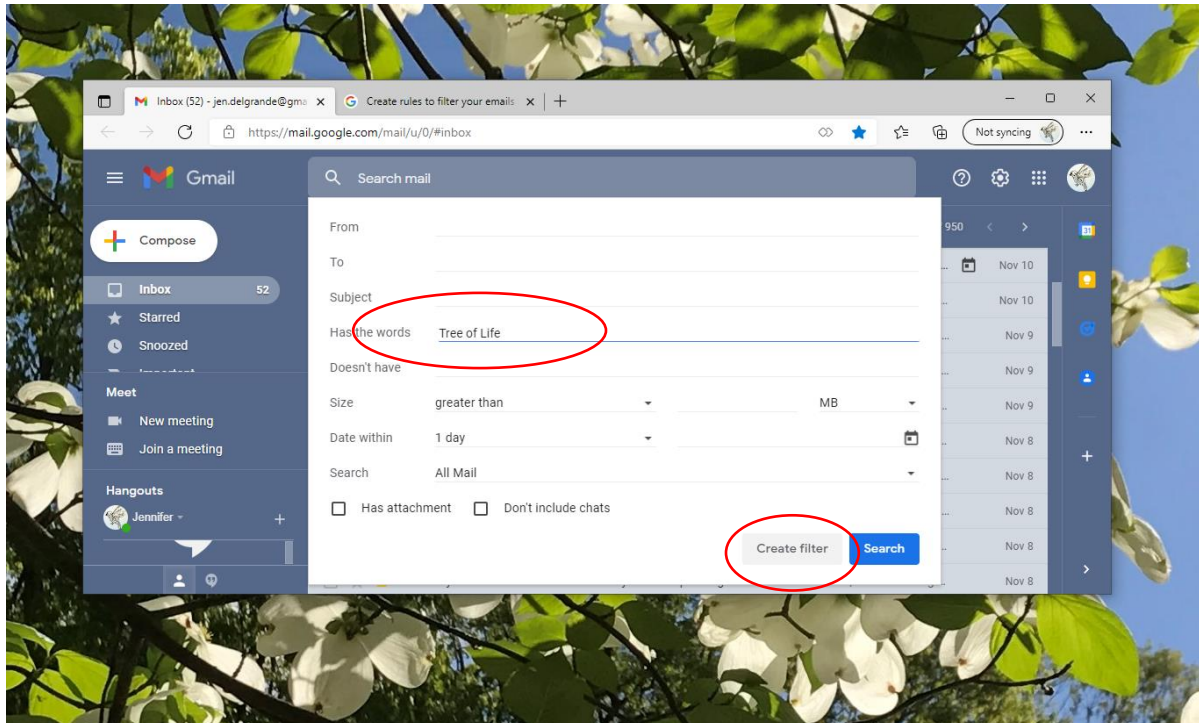 Inbox (52) - jen.delgrande@gma
Create rules to filter your emails
https://mail.google.com/mail/u/0/#inbox
Not syncing
Gmail
Search mail
Compose
Inbox 52
Starred
Snoozed
Important
Meet
New meeting
Join a meeting
Hangouts
Jennifer
From
To
Subject
Has the words Tree of Life
Doesn't have
Size greater than MB
Date within 1 day
Search All Mail
Has attachment Don't include chats
Create filter Search
950
31
... Nov 10
... Nov 10
... Nov 9
... Nov 9
... Nov 9
... Nov 8
... Nov 8
... Nov 8
... Nov 8
... Nov 8